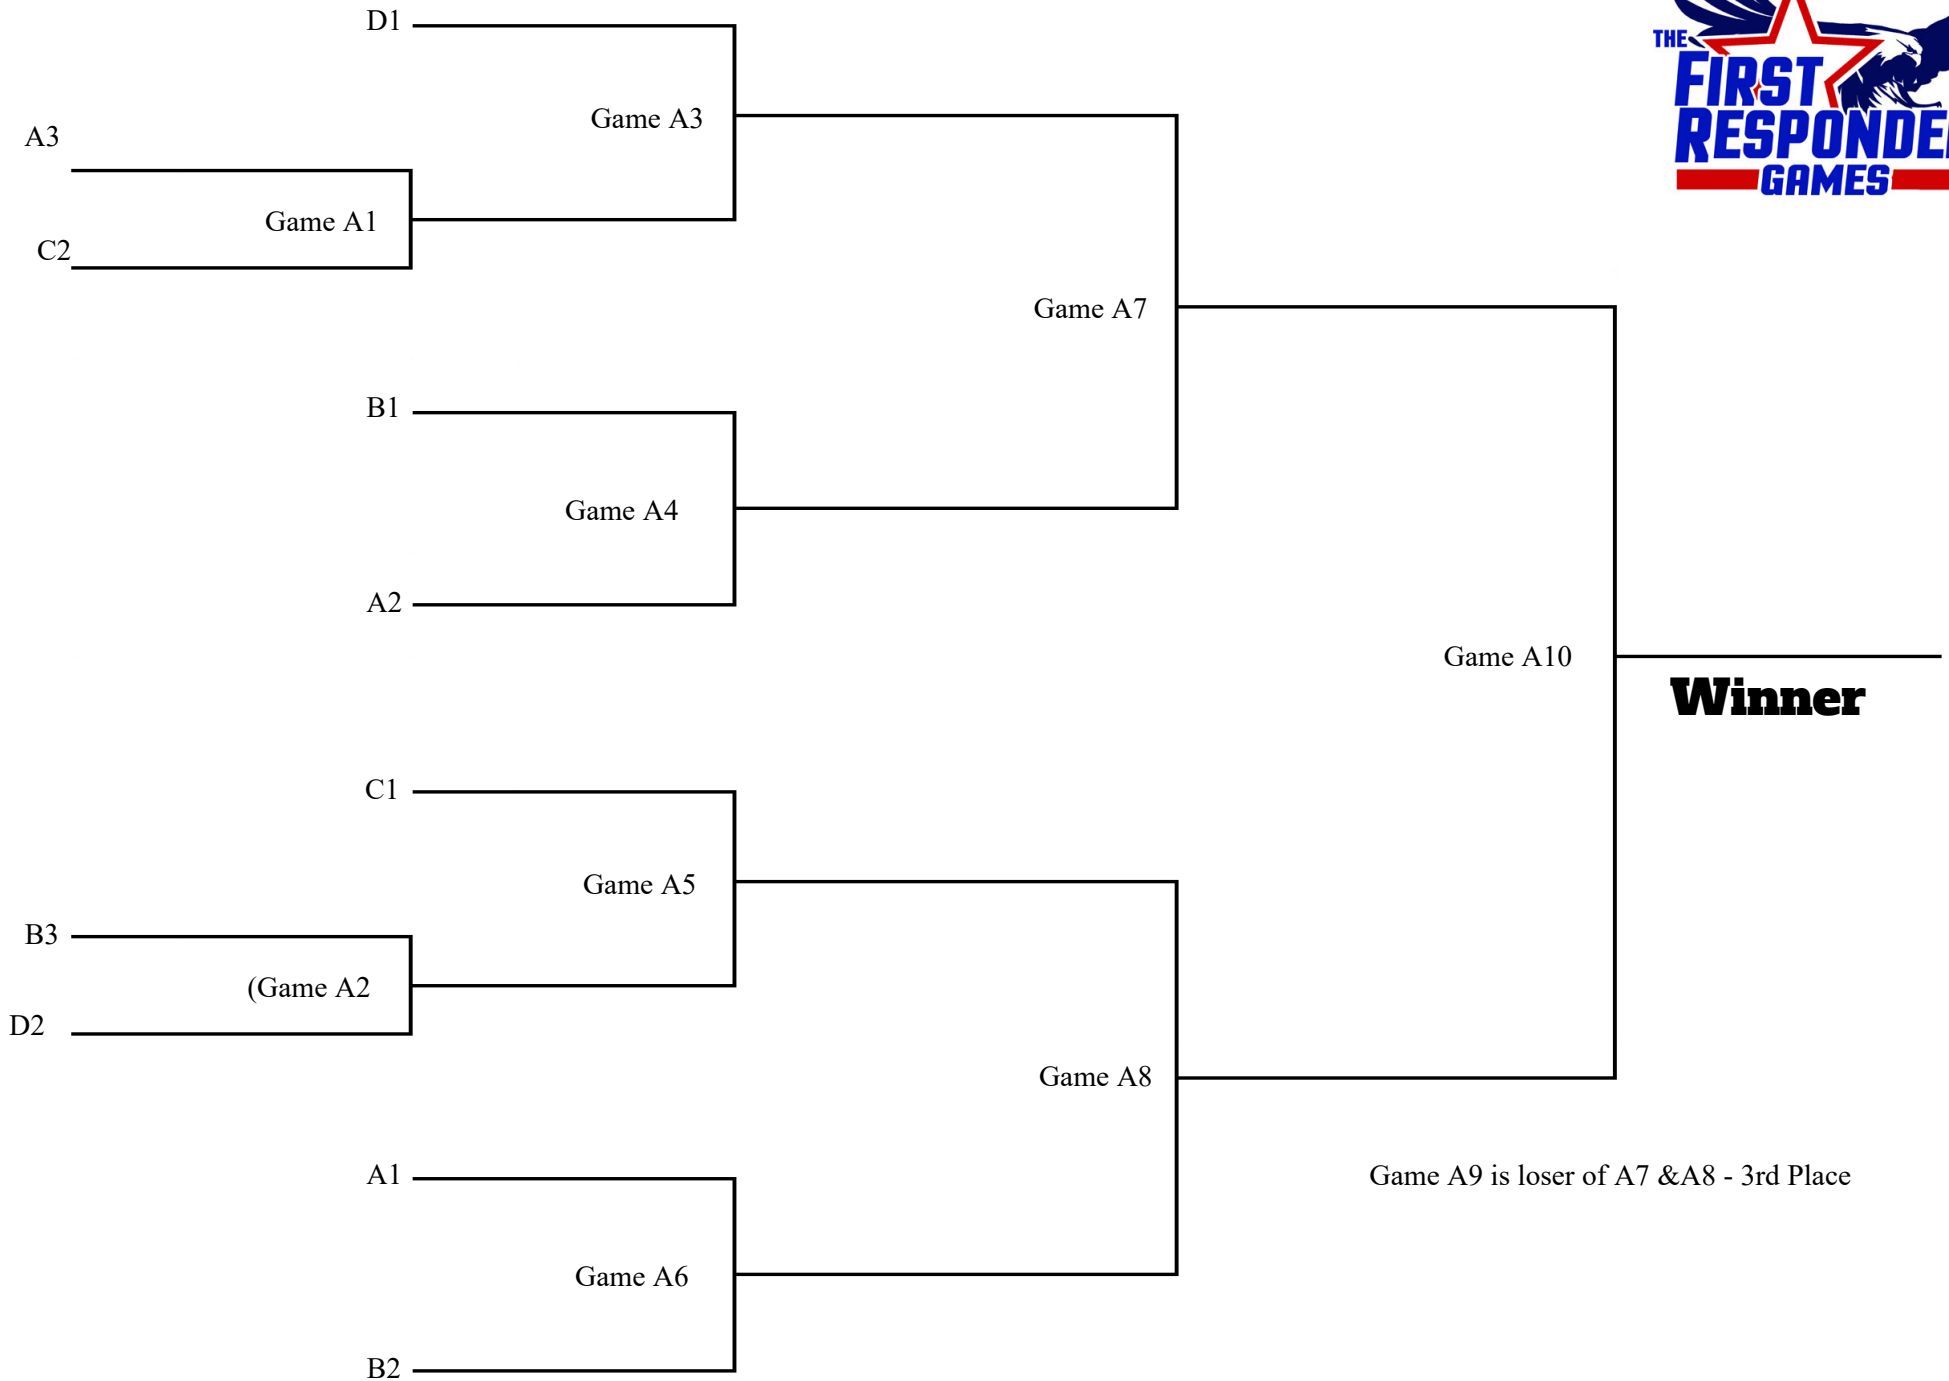 D1
THE
FIRST
Game A3
A3
RESPONDE
GAMES
Game A1
C2
Game A7
B1
Game A4
A2
Game A10
Winner
C1
Game A5
B3
(Game A2
D2
Game A8
A1
Game A9 is loser of A7 &A8 - 3rd Place
Game A6
B2